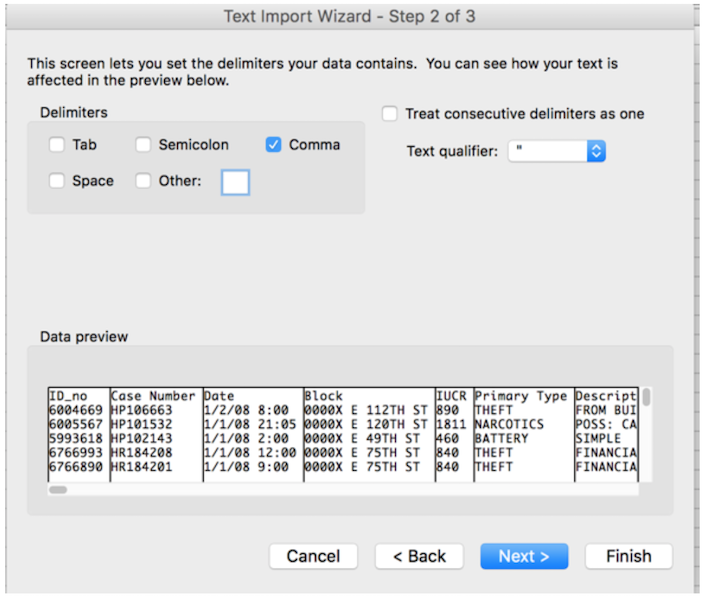 Text Import Wizard - Step 2 of 3
This screen lets you set the delimiters your data contains. You can see how your text is
affected in the preview below.
Delimiters
Treat consecutive delimiters as one
Tab Semicolon Comma
Text qualifier: "
Space Other:
Data preview
ID_no Case Number Date Block IUCR Primary Type Descript
6004669 HP106663 1/2/08 8:00 0000X E 112TH ST 890 THEFT FROM BUI
6005567 HP101532 1/1/08 21:05 0000X E 120TH ST 1811 NARCOTICS POSS: CA
5993618 HP102143 1/1/08 2:00 0000X E 49TH ST 460 BATTERY SIMPLE
6766993 HR184208 1/1/08 12:00 0000X E 75TH ST 840 THEFT FINANCIA
6766890 HR184201 1/1/08 9:00 0000X E 75TH ST 840 THEFT FINANCIA
Cancel < Back Next > Finish